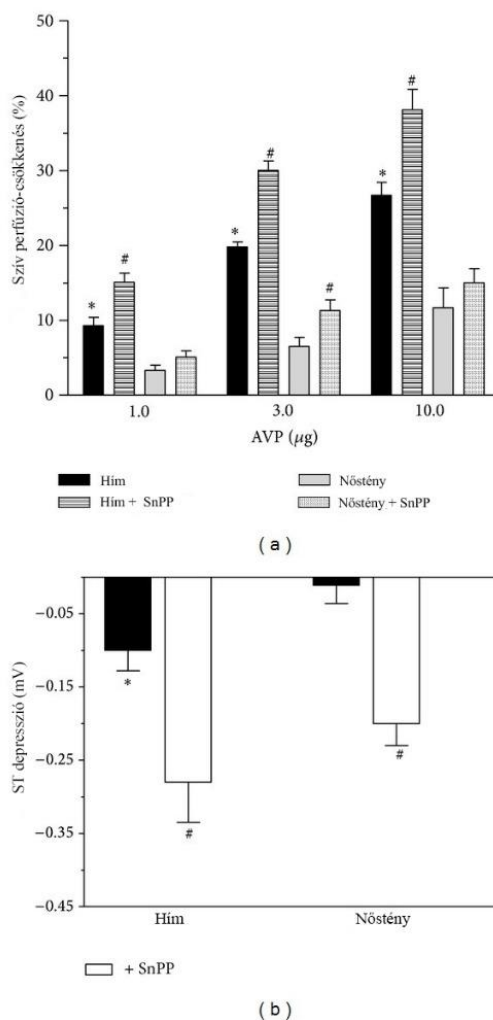 50
40
30
20
10
0
Szív perfúzió-csökkenés (%)
* # * # # * #
1.0 3.0 10.0
AVP (μg)
Hím Nőstény
Hím + SnPP Nőstény + SnPP
( a )
−0.05
−0.15
−0.25
−0.35
−0.45
ST depresszió (mV)
* # #
Hím Nőstény
+ SnPP
( b )